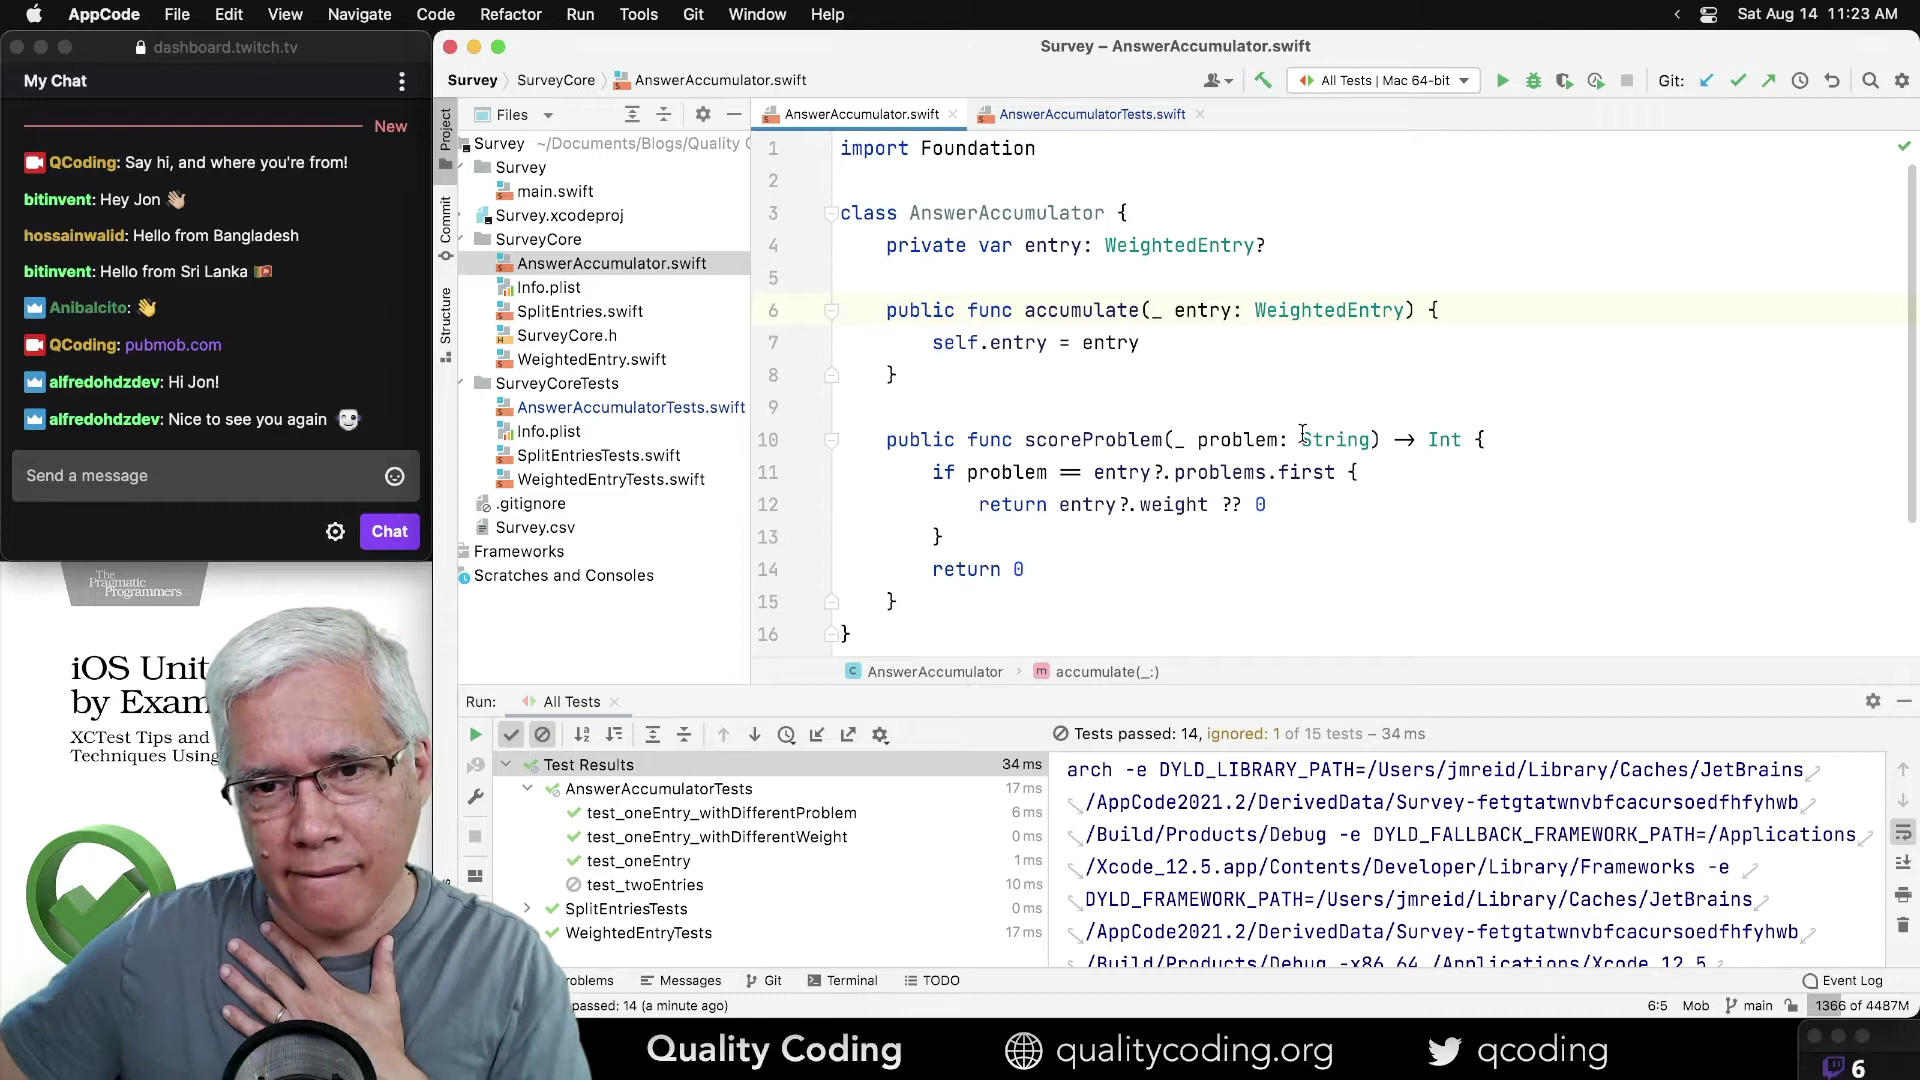 AppCode File Edit View Navigate Code Refactor Run Tools Git Window Help Sat Aug 14 11:23 AM
dashboard.twitch.tv
My Chat
New
QCoding: Say hi, and where you're from!
bitinvent: Hey Jon
hossainwalid: Hello from Bangladesh
bitinvent: Hello from Sri Lanka
Anibalcito:
QCoding: pubmob.com
alfredohdzdev: Hi Jon!
alfredohdzdev: Nice to see you again
Send a message
Chat
The
Pragmatic
Programmers
iOS Unit
by Exam
XCTest Tips and
Techniques Using
Survey – AnswerAccumulator.swift
Survey SurveyCore AnswerAccumulator.swift
All Tests | Mac 64-bit
Git:
Project
Commit
Structure
Files
Survey ~/Documents/Blogs/Quality C
Survey
main.swift
Survey.xcodeproj
SurveyCore
AnswerAccumulator.swift
Info.plist
SplitEntries.swift
SurveyCore.h
WeightedEntry.swift
SurveyCoreTests
AnswerAccumulatorTests.swift
Info.plist
SplitEntriesTests.swift
WeightedEntryTests.swift
.gitignore
Survey.csv
Frameworks
Scratches and Consoles
AnswerAccumulator.swift AnswerAccumulatorTests.swift
1 import Foundation
2
3 class AnswerAccumulator {
4 private var entry: WeightedEntry?
5
6 public func accumulate(_ entry: WeightedEntry) {
7 self.entry = entry
8 }
9
10 public func scoreProblem(_ problem: String) -> Int {
11 if problem == entry?.problems.first {
12 return entry?.weight ?? 0
13 }
14 return 0
15 }
16 }
AnswerAccumulator accumulate(_:)
Run: All Tests
Tests passed: 14, ignored: 1 of 15 tests – 34 ms
Test Results 34 ms
AnswerAccumulatorTests 17 ms
test_oneEntry_withDifferentProblem 6 ms
test_oneEntry_withDifferentWeight 0 ms
test_oneEntry 1 ms
test_twoEntries 10 ms
SplitEntriesTests 0 ms
WeightedEntryTests 17 ms
arch -e DYLD_LIBRARY_PATH=/Users/jmreid/Library/Caches/JetBrains
/AppCode2021.2/DerivedData/Survey-fetgtatwnvbfcacursoedfhfyhwb
/Build/Products/Debug -e DYLD_FALLBACK_FRAMEWORK_PATH=/Applications
/Xcode_12.5.app/Contents/Developer/Library/Frameworks -e
DYLD_FRAMEWORK_PATH=/Users/jmreid/Library/Caches/JetBrains
/AppCode2021.2/DerivedData/Survey-fetgtatwnvbfcacursoedfhfyhwb
/Build/Products/Debug -x86_64 /Applications/Xcode_12.5
roblems Messages Git Terminal TODO Event Log
passed: 14 (a minute ago) 6:5 Mob main 1366 of 4487M
Quality Coding qualitycoding.org qcoding
6